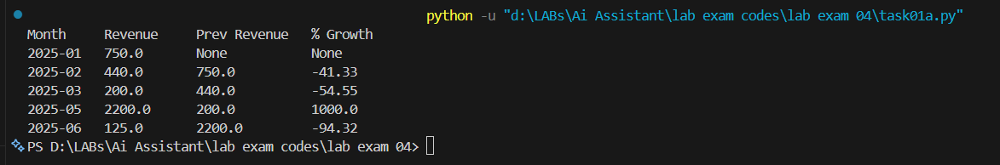 python -u "d:\LABs\Ai Assistant\lab exam codes\lab exam 04\task01a.py"
Month Revenue Prev Revenue % Growth
2025-01 750.0 None None
2025-02 440.0 750.0 -41.33
2025-03 200.0 440.0 -54.55
2025-05 2200.0 200.0 1000.0
2025-06 125.0 2200.0 -94.32
PS D:\LABs\Ai Assistant\lab exam codes\lab exam 04>